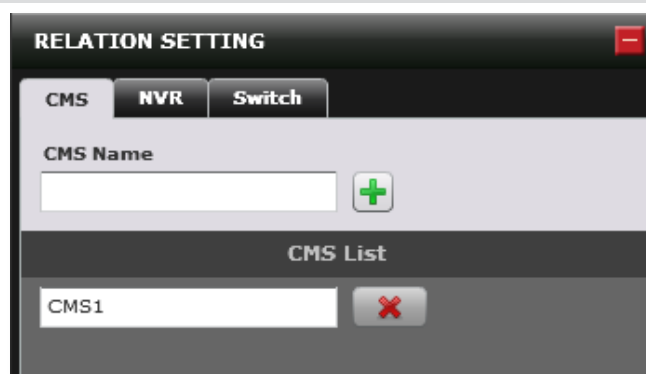 RELATION SETTING
CMS NVR Switch
CMS Name
CMS List
CMS1